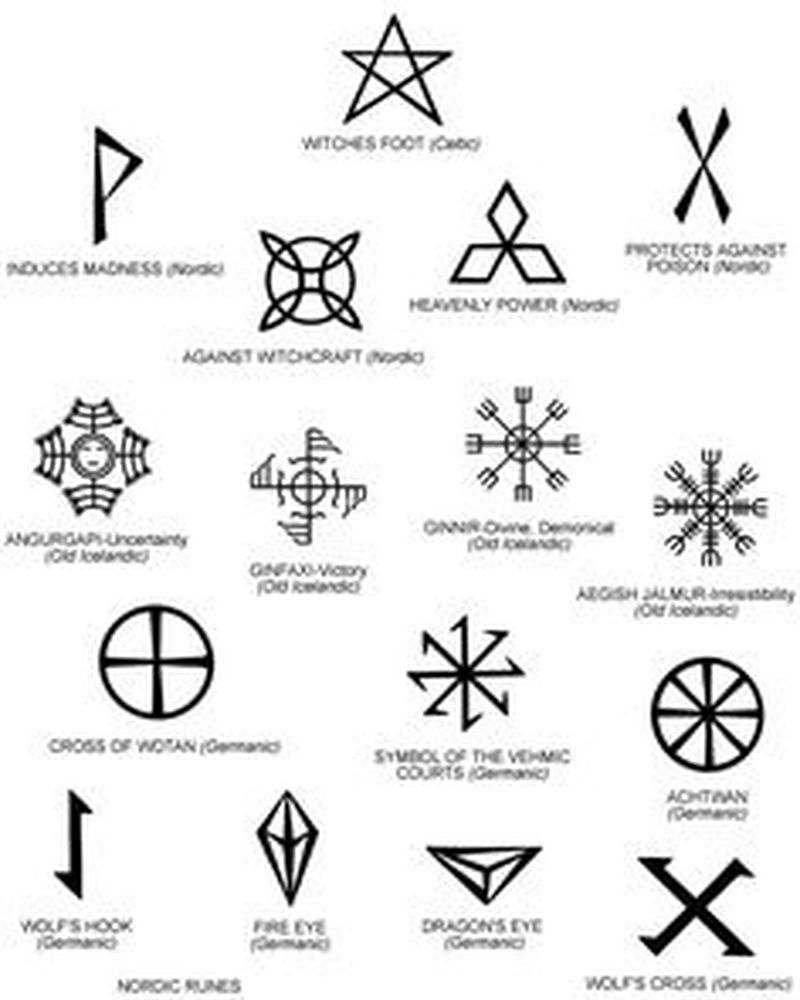 WITCHES FOOT (Celtic)
INDUCES MADNESS (Nordic)
PROTECTS AGAINST
POISON (Nordic)
HEAVENLY POWER (Nordic)
AGAINST WITCHCRAFT (Nordic)
ANGURGAPI-Uncertainty
(Old Icelandic)
GINFAXI-Victory
(Old Icelandic)
GINNIR-Divine, Demonical
(Old Icelandic)
AEGISH JALMUR-Irresistibility
(Old Icelandic)
CROSS OF WOTAN (Germanic)
SYMBOL OF THE VEHMIC
COURTS (Germanic)
ACHTWAN
(Germanic)
WOLF'S HOOK
(Germanic)
FIRE EYE
(Germanic)
DRAGON'S EYE
(Germanic)
WOLF'S CROSS (Germanic)
NORDIC RUNES